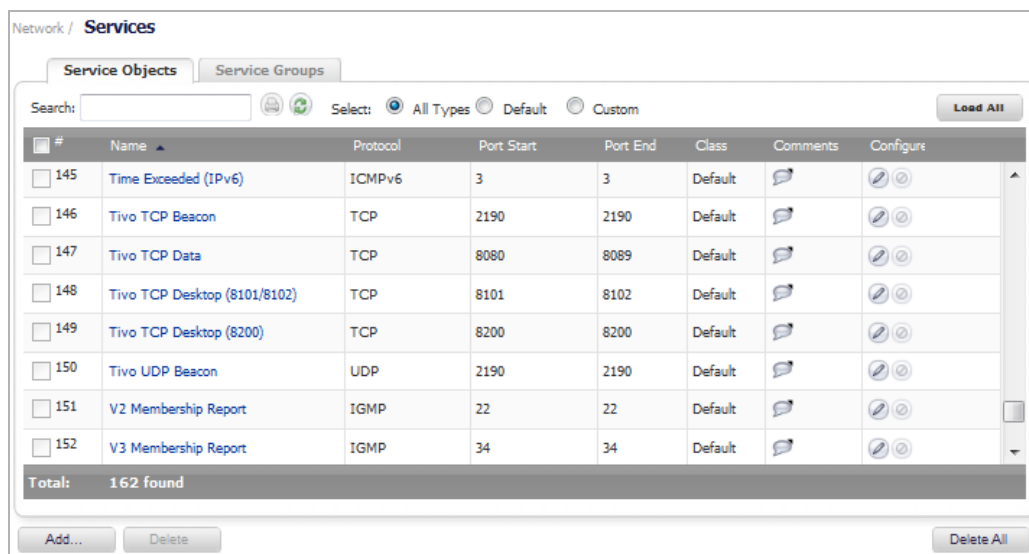 Network / Services
Service Objects Service Groups
Search: Select: All Types Default Custom Load All
# Name Protocol Port Start Port End Class Comments Configure
145 Time Exceeded (IPv6) ICMPv6 3 3 Default
146 Tivo TCP Beacon TCP 2190 2190 Default
147 Tivo TCP Data TCP 8080 8089 Default
148 Tivo TCP Desktop (8101/8102) TCP 8101 8102 Default
149 Tivo TCP Desktop (8200) TCP 8200 8200 Default
150 Tivo UDP Beacon UDP 2190 2190 Default
151 V2 Membership Report IGMP 22 22 Default
152 V3 Membership Report IGMP 34 34 Default
Total: 162 found
Add... Delete Delete All